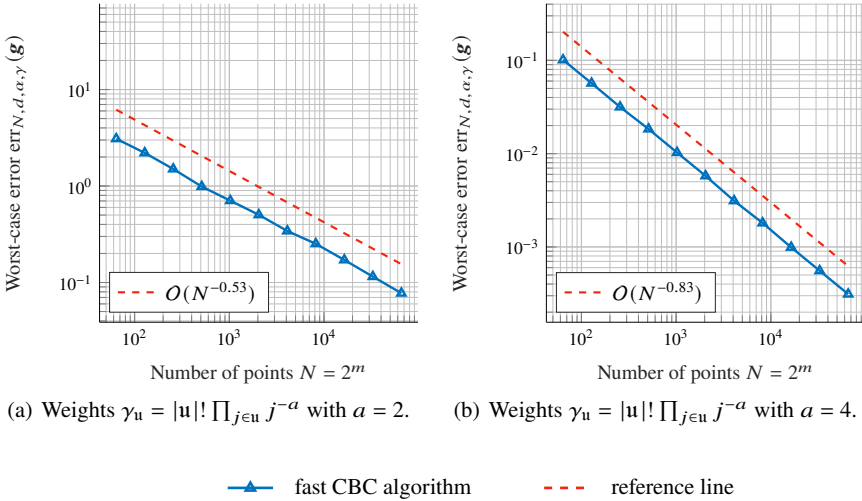 Worst-case error err_{N,d,α,γ}(g)
10^1
10^0
10^{-1}
O(N^{-0.53})
10^2
10^3
10^4
Number of points N = 2^m
(a) Weights γ_𝔲 = |𝔲|! ∏_{j∈𝔲} j^{-a} with a = 2.
Worst-case error err_{N,d,α,γ}(g)
10^{-1}
10^{-2}
10^{-3}
O(N^{-0.83})
10^2
10^3
10^4
Number of points N = 2^m
(b) Weights γ_𝔲 = |𝔲|! ∏_{j∈𝔲} j^{-a} with a = 4.
fast CBC algorithm
reference line